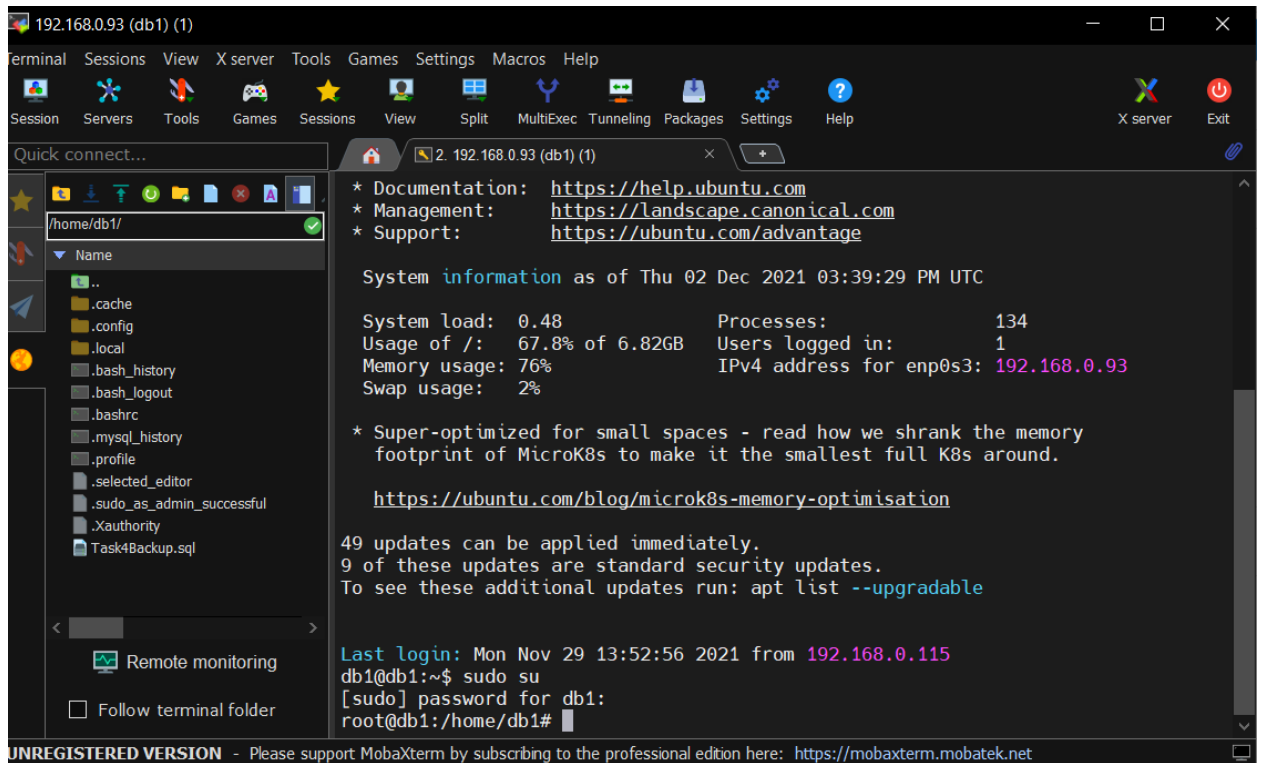 192.168.0.93 (db1) (1)
Terminal Sessions View X server Tools Games Settings Macros Help
Session Servers Tools Games Sessions View Split MultiExec Tunneling Packages Settings Help X server Exit
Quick connect...
2. 192.168.0.93 (db1) (1)
/home/db1/
Name
..
.cache
.config
.local
.bash_history
.bash_logout
.bashrc
.mysql_history
.profile
.selected_editor
.sudo_as_admin_successful
.Xauthority
Task4Backup.sql
Remote monitoring
Follow terminal folder
* Documentation: https://help.ubuntu.com
* Management: https://landscape.canonical.com
* Support: https://ubuntu.com/advantage
System information as of Thu 02 Dec 2021 03:39:29 PM UTC
System load: 0.48 Processes: 134
Usage of /: 67.8% of 6.82GB Users logged in: 1
Memory usage: 76% IPv4 address for enp0s3: 192.168.0.93
Swap usage: 2%
* Super-optimized for small spaces - read how we shrank the memory
footprint of MicroK8s to make it the smallest full K8s around.
https://ubuntu.com/blog/microk8s-memory-optimisation
49 updates can be applied immediately.
9 of these updates are standard security updates.
To see these additional updates run: apt list --upgradable
Last login: Mon Nov 29 13:52:56 2021 from 192.168.0.115
db1@db1:~$ sudo su
[sudo] password for db1:
root@db1:/home/db1#
UNREGISTERED VERSION - Please support MobaXterm by subscribing to the professional edition here: https://mobaxterm.mobatek.net